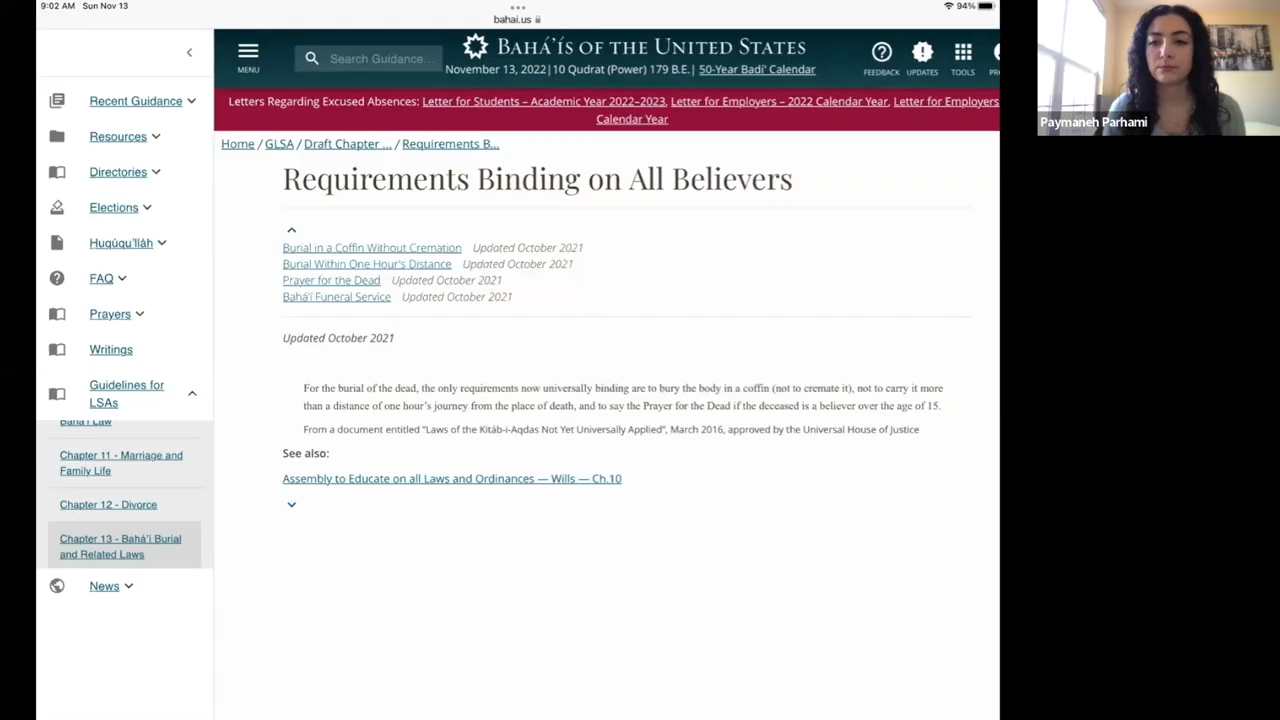 9:02 AM Sun Nov 13
94%
bahai.us
MENU
Search Guidance...
BAHÁ’ÍS OF THE UNITED STATES
November 13, 2022|10 Qudrat (Power) 179 B.E.| 50-Year Badí' Calendar
FEEDBACK
UPDATES
TOOLS
Letters Regarding Excused Absences: Letter for Students – Academic Year 2022–2023, Letter for Employers – 2022 Calendar Year, Letter for Employers
Calendar Year
Home / GLSA / Draft Chapter ... / Requirements B...
Recent Guidance
Resources
Directories
Elections
Huqúqu’lláh
FAQ
Prayers
Writings
Guidelines for
LSAs
Bahá’í Law
Chapter 11 - Marriage and
Family Life
Chapter 12 - Divorce
Chapter 13 - Bahá’í Burial
and Related Laws
News
Requirements Binding on All Believers
Burial in a Coffin Without Cremation Updated October 2021
Burial Within One Hour's Distance Updated October 2021
Prayer for the Dead Updated October 2021
Bahá’í Funeral Service Updated October 2021
Updated October 2021
For the burial of the dead, the only requirements now universally binding are to bury the body in a coffin (not to cremate it), not to carry it more
than a distance of one hour’s journey from the place of death, and to say the Prayer for the Dead if the deceased is a believer over the age of 15.
From a document entitled “Laws of the Kitáb-i-Aqdas Not Yet Universally Applied”, March 2016, approved by the Universal House of Justice
See also:
Assembly to Educate on all Laws and Ordinances — Wills — Ch.10
Paymaneh Parhami